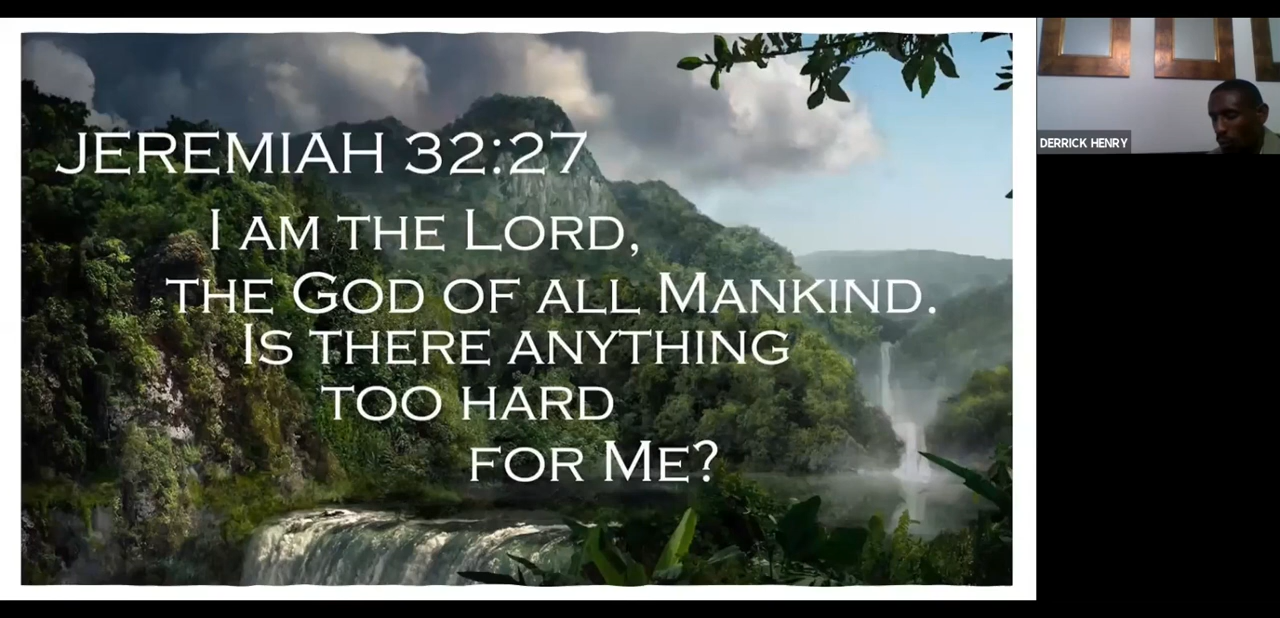 JEREMIAH 32:27
I AM THE LORD,
THE GOD OF ALL MANKIND.
IS THERE ANYTHING
TOO HARD
FOR ME?
DERRICK HENRY